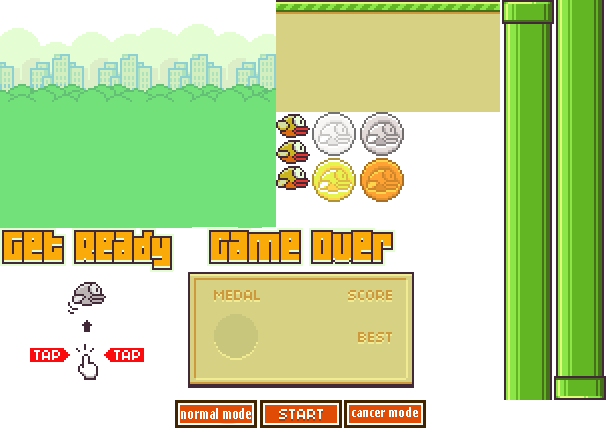 Get Ready
Game Over
MEDAL
SCORE
BEST
TAP
TAP
normal mode
START
cancer mode